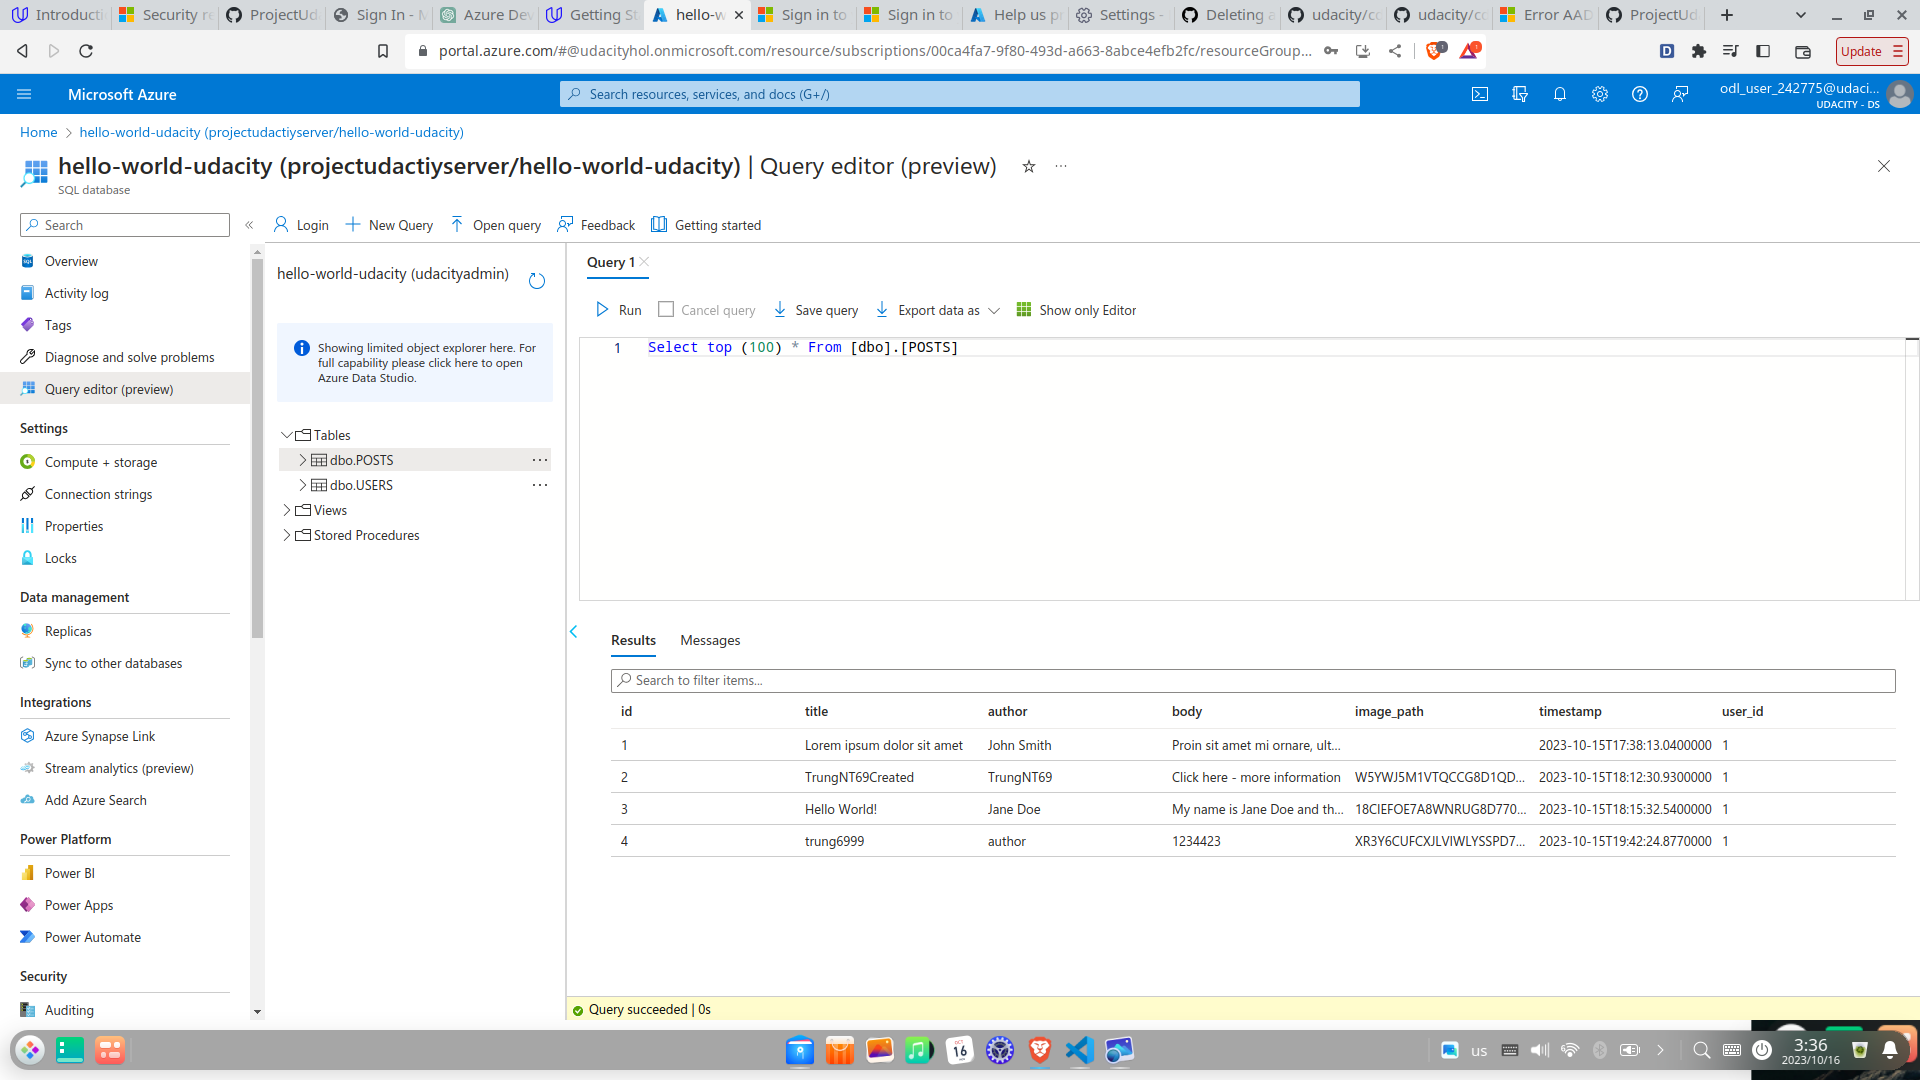 Introducti
Security re
ProjectUd
Sign In - M
Azure Dev
Getting St
hello-w
Sign in to
Sign in to
Help us pr
Settings -
Deleting a
udacity/co
udacity/co
Error AAD
ProjectUd
portal.azure.com/#@udacityhol.onmicrosoft.com/resource/subscriptions/00ca4fa7-9f80-493d-a663-8abce4efb2fc/resourceGroup...
1
1
Update
Microsoft Azure
Search resources, services, and docs (G+/)
odl_user_242775@udaci...
UDACITY - DS
Home
hello-world-udacity (projectudactiyserver/hello-world-udacity)
hello-world-udacity (projectudactiyserver/hello-world-udacity) | Query editor (preview)
SQL database
Search
Login
New Query
Open query
Feedback
Getting started
Overview
Activity log
Tags
Diagnose and solve problems
Query editor (preview)
Settings
Compute + storage
Connection strings
Properties
Locks
Data management
Replicas
Sync to other databases
Integrations
Azure Synapse Link
Stream analytics (preview)
Add Azure Search
Power Platform
Power BI
Power Apps
Power Automate
Security
Auditing
hello-world-udacity (udacityadmin)
Showing limited object explorer here. For
full capability please click here to open
Azure Data Studio.
Tables
dbo.POSTS
dbo.USERS
Views
Stored Procedures
Query 1
Run
Cancel query
Save query
Export data as
Show only Editor
1 Select top (100) * From [dbo].[POSTS]
Results
Messages
Search to filter items...
id title author body image_path timestamp user_id
1 Lorem ipsum dolor sit amet John Smith Proin sit amet mi ornare, ult... 2023-10-15T17:38:13.0400000 1
2 TrungNT69Created TrungNT69 Click here - more information W5YWJ5M1VTQCCG8D1QD... 2023-10-15T18:12:30.9300000 1
3 Hello World! Jane Doe My name is Jane Doe and th... 18CIEFOE7A8WNRUG8D770... 2023-10-15T18:15:32.5400000 1
4 trung6999 author 1234423 XR3Y6CUFCXJLVIWLYSSPD7... 2023-10-15T19:42:24.8770000 1
Query succeeded | 0s
OCT
16
us
3:36
2023/10/16